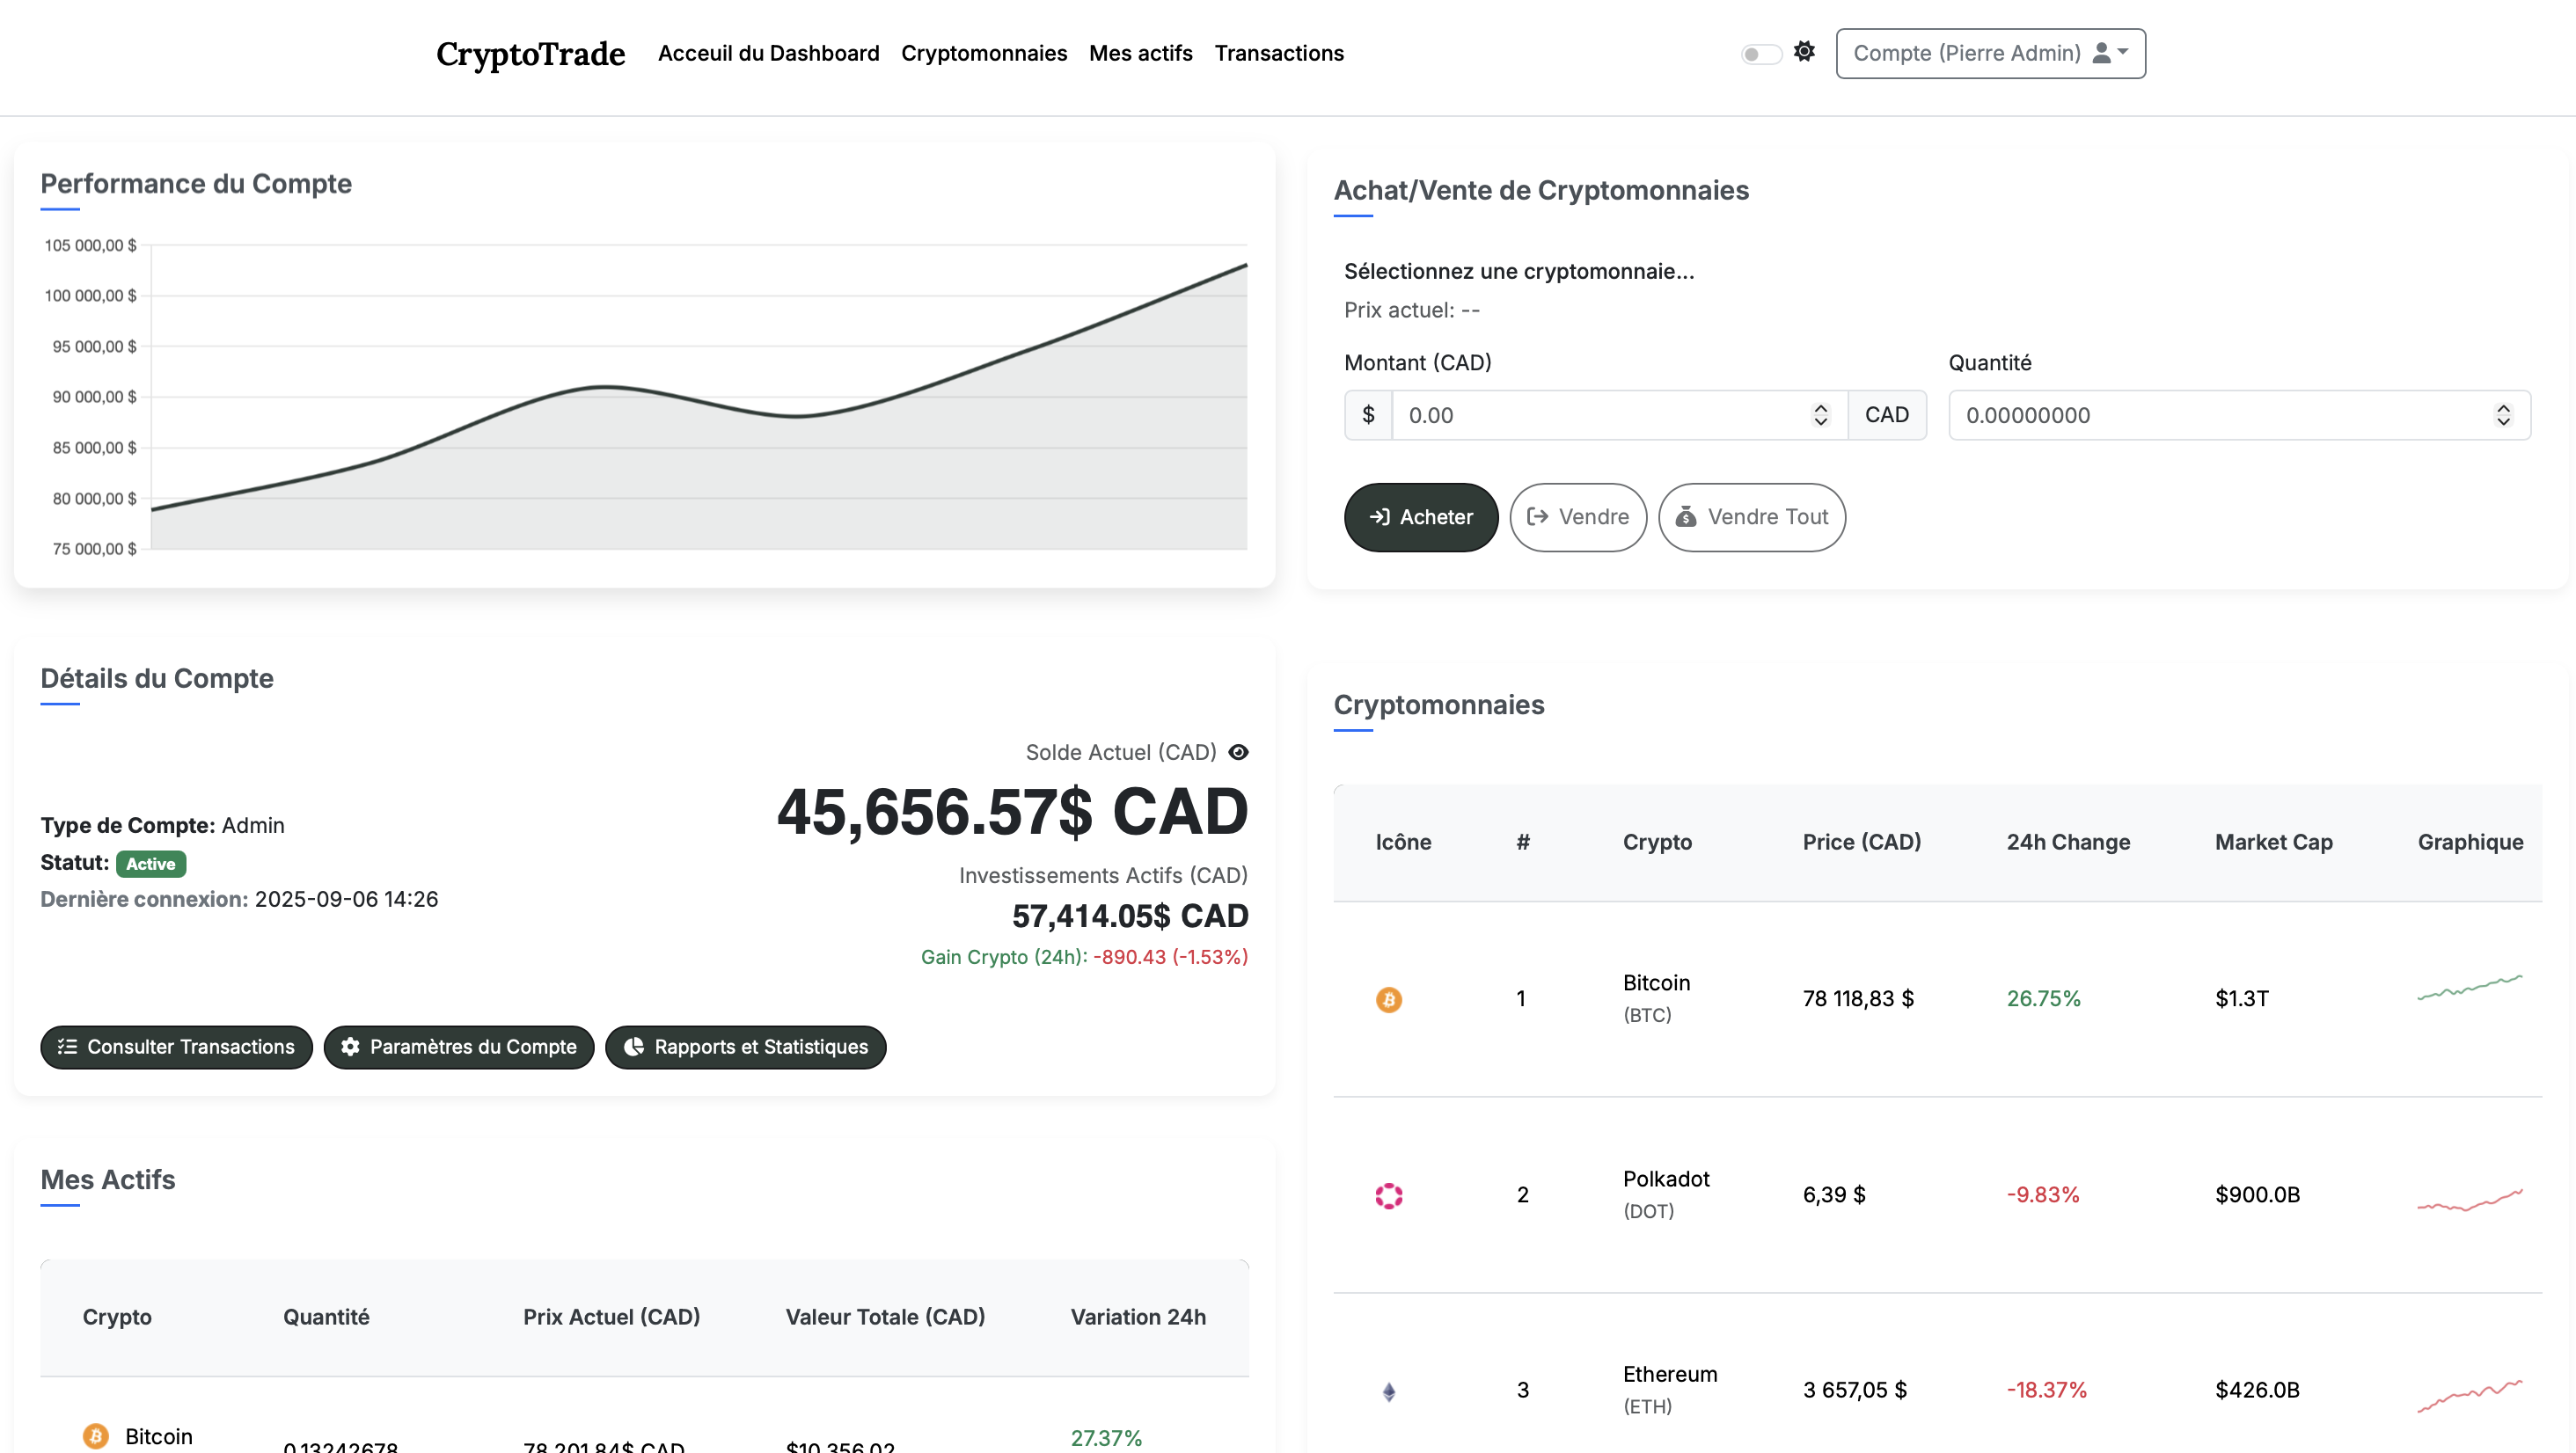 CryptoTrade
Acceuil du Dashboard
Cryptomonnaies
Mes actifs
Transactions
Compte (Pierre Admin)
Performance du Compte
105 000,00 $
100 000,00 $
95 000,00 $
90 000,00 $
85 000,00 $
80 000,00 $
75 000,00 $
Achat/Vente de Cryptomonnaies
Sélectionnez une cryptomonnaie...
Prix actuel: --
Montant (CAD)
Quantité
$ 0.00 CAD
0.00000000
Acheter
Vendre
Vendre Tout
Détails du Compte
Solde Actuel (CAD)
45,656.57$ CAD
Type de Compte: Admin
Statut: Active
Dernière connexion: 2025-09-06 14:26
Investissements Actifs (CAD)
57,414.05$ CAD
Gain Crypto (24h): -890.43 (-1.53%)
Consulter Transactions
Paramètres du Compte
Rapports et Statistiques
Mes Actifs
Crypto Quantité Prix Actuel (CAD) Valeur Totale (CAD) Variation 24h
Bitcoin 0.13242678 78,201.84$ CAD $10,356.02 27.37%
Cryptomonnaies
Icône # Crypto Price (CAD) 24h Change Market Cap Graphique
1 Bitcoin 78 118,83 $ 26.75% $1.3T
(BTC)
2 Polkadot 6,39 $ -9.83% $900.0B
(DOT)
3 Ethereum 3 657,05 $ -18.37% $426.0B
(ETH)